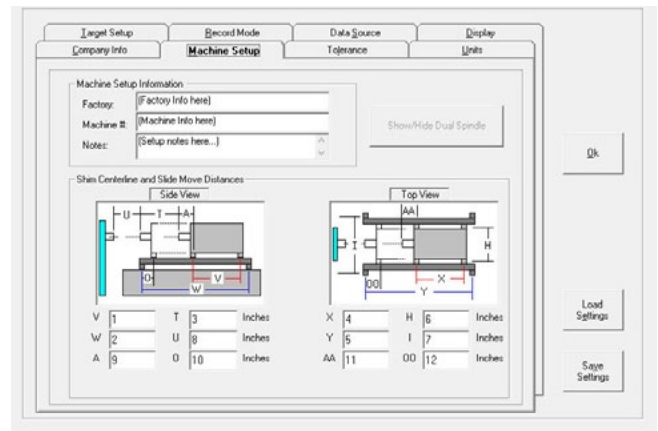 Target Setup Record Mode Data Source Display
Company Info Machine Setup Tolerance Units
Machine Setup Information
Factory: (Factory Info here)
Machine #: (Machine Info here)
Notes: (Setup notes here...)
Show/Hide Dual Spindle
Ok
Shim Centerline and Slide Move Distances
Side View Top View
U T A AA
I H
O V OO X
W Y
V 1 T 3 Inches X 4 H 6 Inches
W 2 U 8 Inches Y 5 I 7 Inches
A 9 O 10 Inches AA 11 OO 12 Inches
Load
Settings
Save
Settings